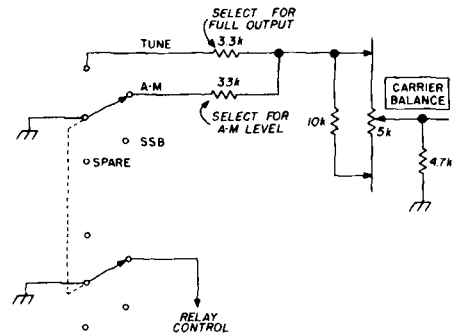 SELECT FOR
FULL OUTPUT
TUNE
3.3k
A-M
33k
CARRIER
BALANCE
SELECT FOR
A-M LEVEL
10k
5k
SSB
SPARE
4.7k
RELAY
CONTROL